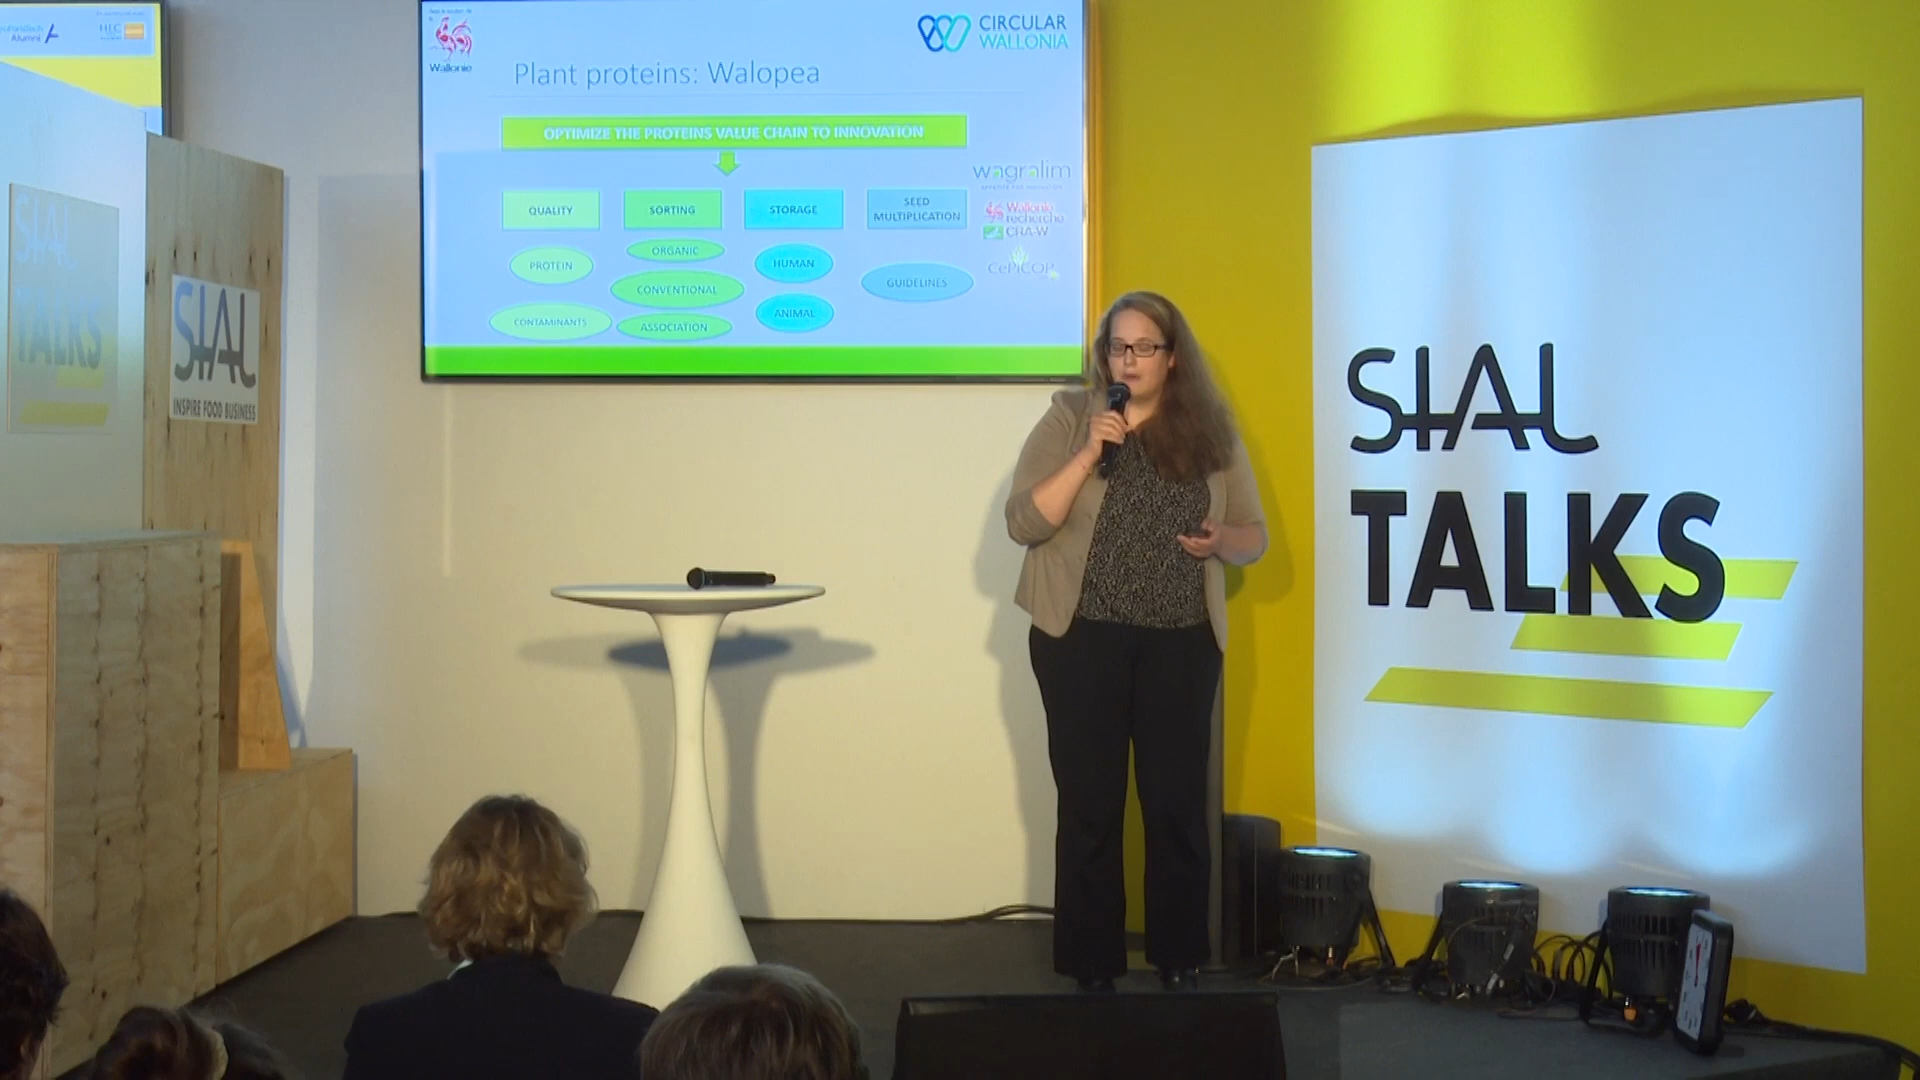 Alumni
HEC
Wallonie
CIRCULAR
WALLONIA
Plant proteins: Walopea
OPTIMIZE THE PROTEINS VALUE CHAIN TO INNOVATION
QUALITY
SORTING
STORAGE
SEED
MULTIPLICATION
PROTEIN
ORGANIC
HUMAN
GUIDELINES
CONVENTIONAL
CONTAMINANTS
ASSOCIATION
ANIMAL
wagralim
Wallonie
recherche
CRA-W
CePiCOP
SIAL
TALKS
SIAL
INSPIRE FOOD BUSINESS
SIAL
TALKS